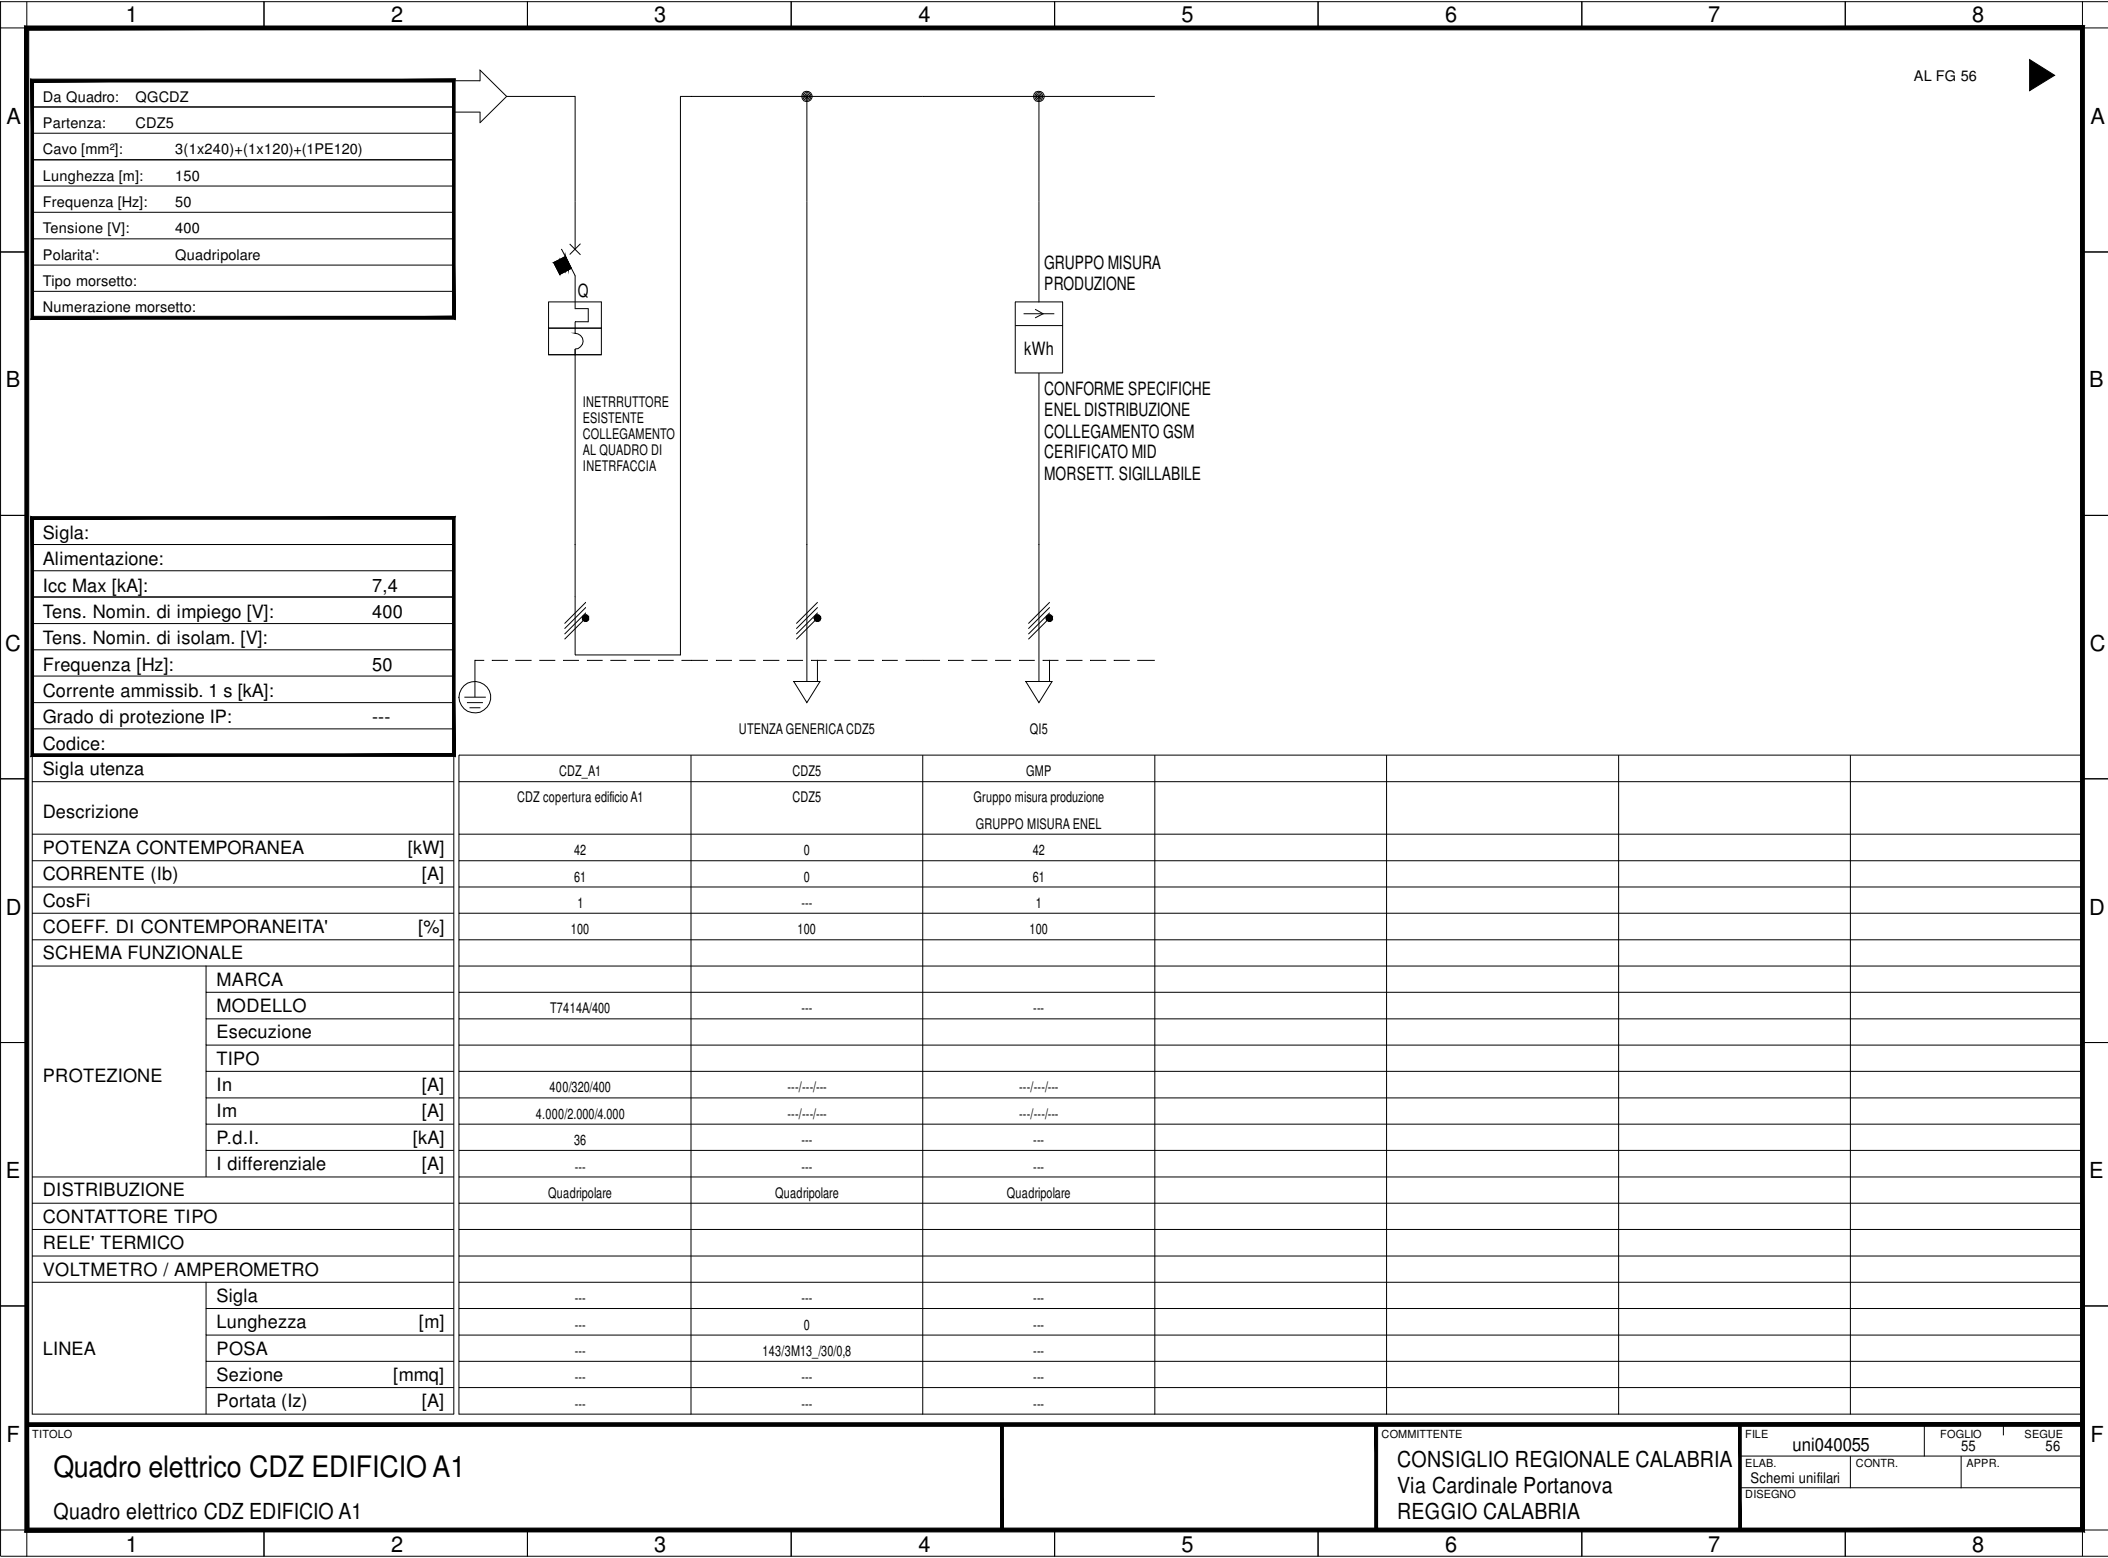 1 2 3 4 5 6 7 8
AL FG 56
A A
Da Quadro: QGCDZ
Partenza: CDZ5
Cavo [mm²]: 3(1x240)+(1x120)+(1PE120)
Lunghezza [m]: 150
Frequenza [Hz]: 50
Tensione [V]: 400
Polarita': Quadripolare
Tipo morsetto:
Numerazione morsetto:
Q
GRUPPO MISURA
PRODUZIONE
kWh
B B
INETRRUTTORE
ESISTENTE
COLLEGAMENTO
AL QUADRO DI
INETRFACCIA
CONFORME SPECIFICHE
ENEL DISTRIBUZIONE
COLLEGAMENTO GSM
CERIFICATO MID
MORSETT. SIGILLABILE
Sigla:
Alimentazione:
Icc Max [kA]: 7,4
Tens. Nomin. di impiego [V]: 400
Tens. Nomin. di isolam. [V]:
C C
Frequenza [Hz]: 50
Corrente ammissib. 1 s [kA]:
Grado di protezione IP: ---
Codice:
UTENZA GENERICA CDZ5 QI5
Sigla utenza CDZ_A1 CDZ5 GMP
Descrizione CDZ copertura edificio A1 CDZ5 Gruppo misura produzione
GRUPPO MISURA ENEL
POTENZA CONTEMPORANEA [kW] 42 0 42
CORRENTE (Ib) [A] 61 0 61
D D
CosFi 1 --- 1
COEFF. DI CONTEMPORANEITA' [%] 100 100 100
SCHEMA FUNZIONALE
PROTEZIONE
MARCA
MODELLO T7414A/400 --- ---
Esecuzione
TIPO
In [A] 400/320/400 ---/---/--- ---/---/---
Im [A] 4.000/2.000/4.000 ---/---/--- ---/---/---
P.d.I. [kA] 36 --- ---
I differenziale [A] --- --- ---
E E
DISTRIBUZIONE Quadripolare Quadripolare Quadripolare
CONTATTORE TIPO
RELE' TERMICO
VOLTMETRO / AMPEROMETRO
LINEA
Sigla --- --- ---
Lunghezza [m] --- 0 ---
POSA --- 143/3M13_/30/0,8 ---
Sezione [mmq] --- --- ---
Portata (Iz) [A] --- --- ---
F F
TITOLO
Quadro elettrico CDZ EDIFICIO A1
Quadro elettrico CDZ EDIFICIO A1
COMMITTENTE
CONSIGLIO REGIONALE CALABRIA
Via Cardinale Portanova
REGGIO CALABRIA
FILE uni040055
FOGLIO 55
SEGUE 56
ELAB. Schemi unifilari
CONTR.
APPR.
DISEGNO
1 2 3 4 5 6 7 8